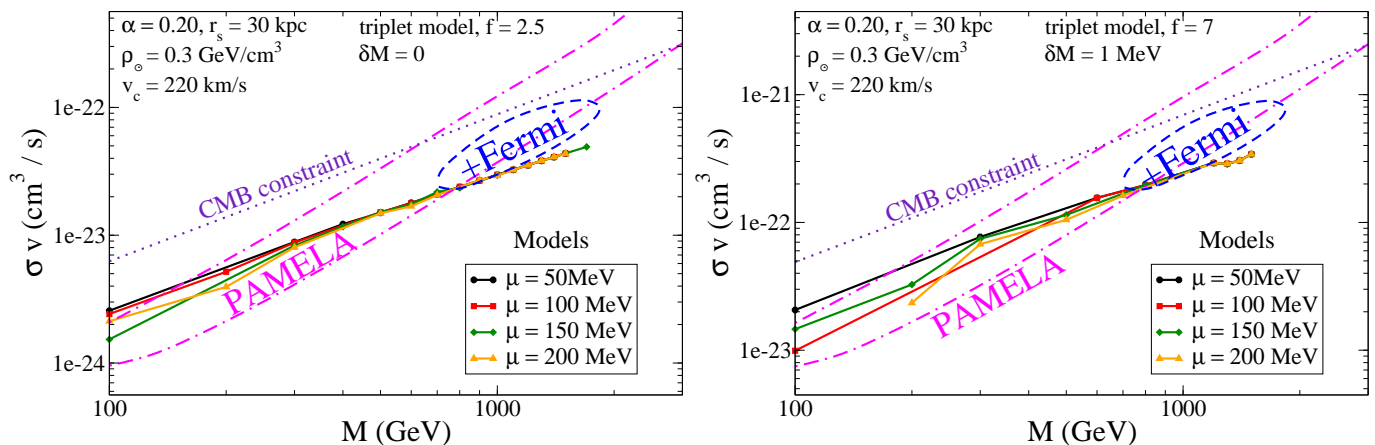 α = 0.20, r_s = 30 kpc
ρ_⊙ = 0.3 GeV/cm^3
v_c = 220 km/s
triplet model, f = 2.5
δM = 0
1e-22
1e-23
1e-24
σ v (cm^3 / s)
CMB constraint
+Fermi
PAMELA
Models
μ = 50MeV
μ = 100 MeV
μ = 150 MeV
μ = 200 MeV
100
1000
M (GeV)
α = 0.20, r_s = 30 kpc
ρ_⊙ = 0.3 GeV/cm^3
v_c = 220 km/s
triplet model, f = 7
δM = 1 MeV
1e-21
1e-22
1e-23
σ v (cm^3 / s)
CMB constraint
+Fermi
PAMELA
Models
μ = 50MeV
μ = 100 MeV
μ = 150 MeV
μ = 200 MeV
100
1000
M (GeV)